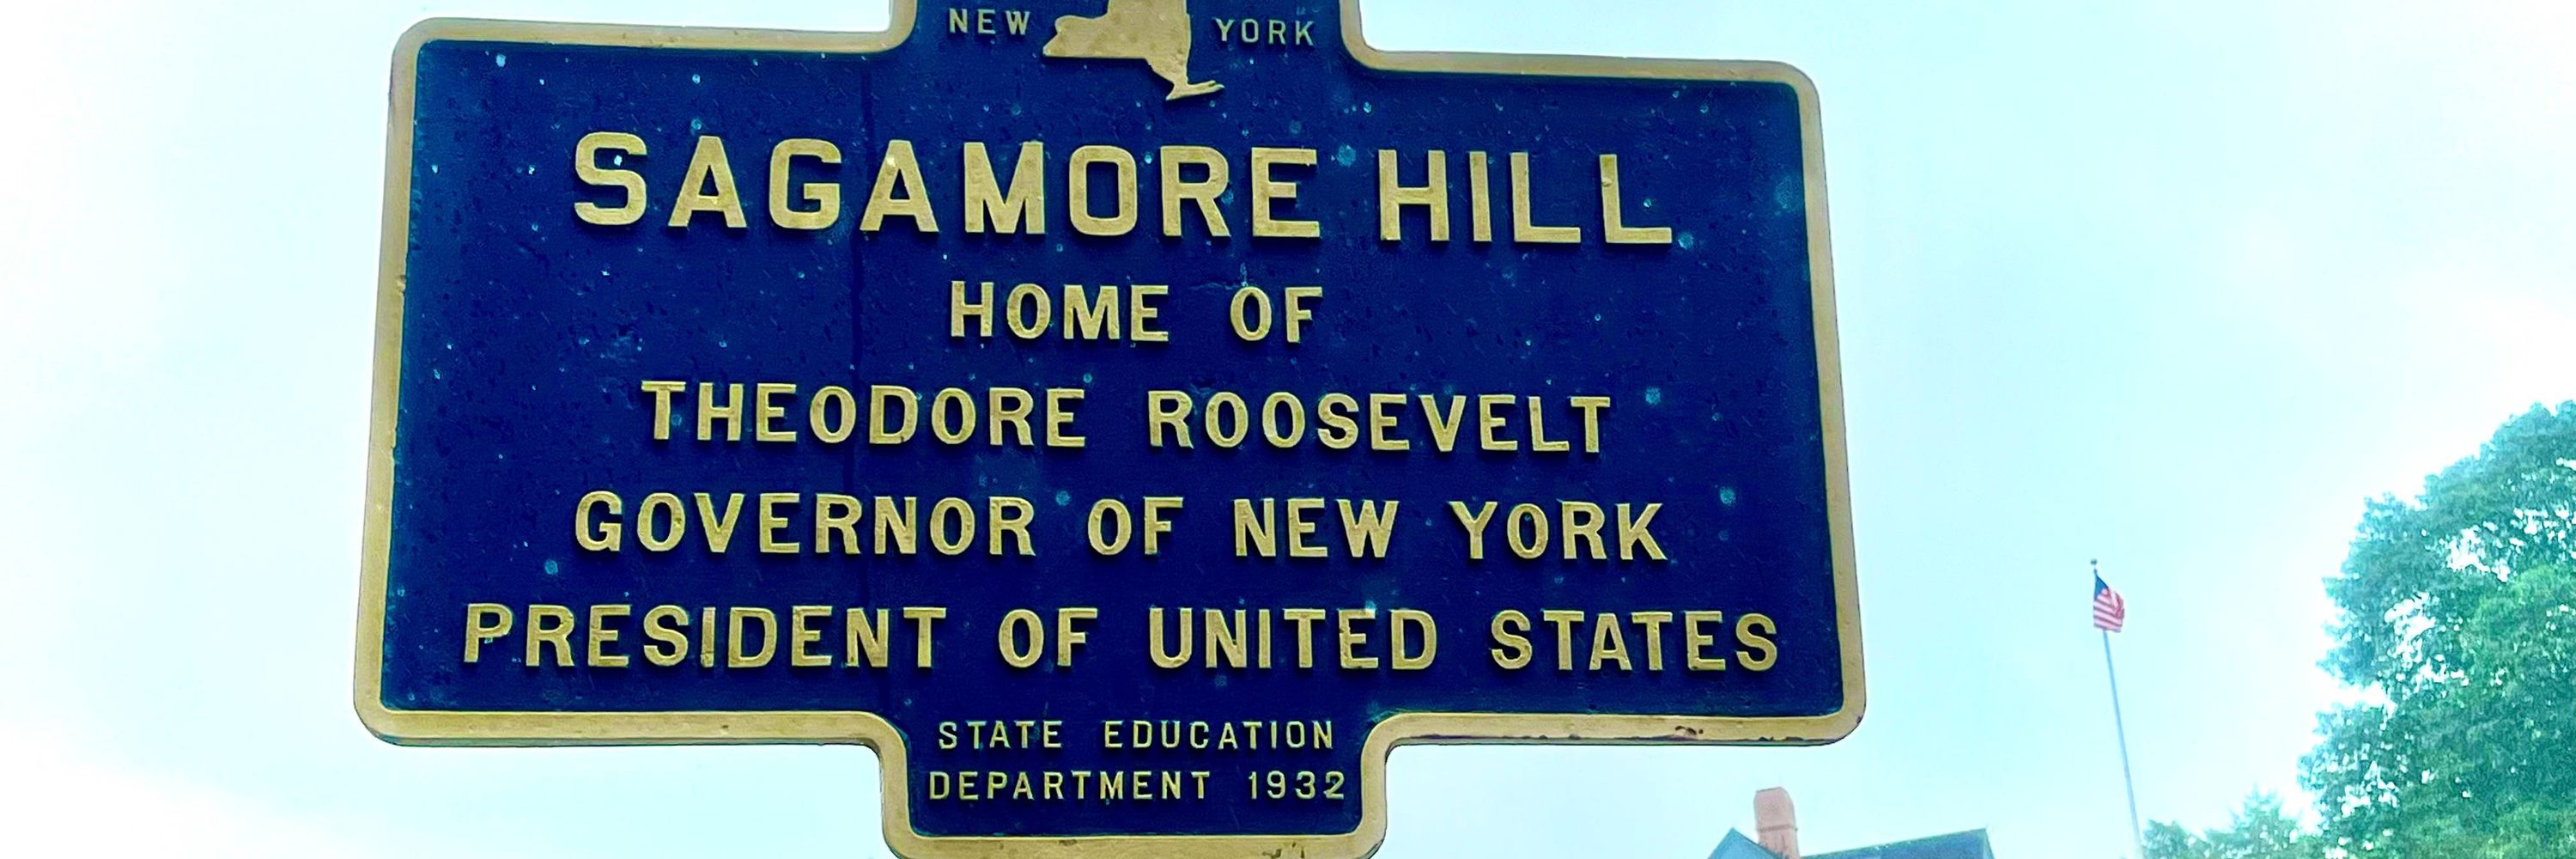 NEW YORK
SAGAMORE HILL
HOME OF
THEODORE ROOSEVELT
GOVERNOR OF NEW YORK
PRESIDENT OF UNITED STATES
STATE EDUCATION
DEPARTMENT 1932